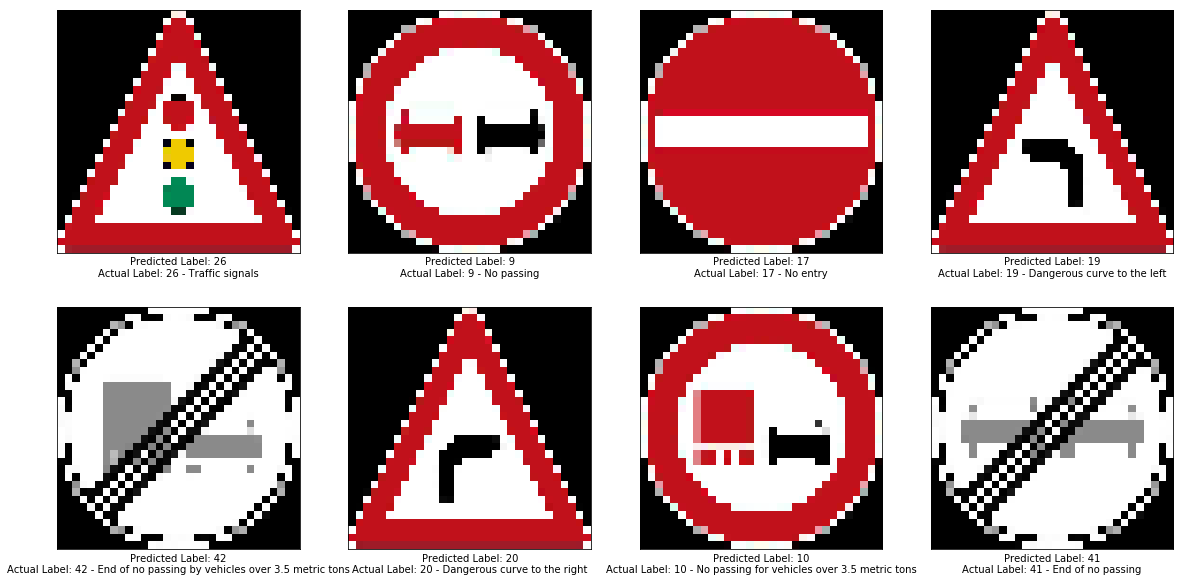 Predicted Label: 26
Actual Label: 26 - Traffic signals
Predicted Label: 9
Actual Label: 9 - No passing
Predicted Label: 17
Actual Label: 17 - No entry
Predicted Label: 19
Actual Label: 19 - Dangerous curve to the left
Predicted Label: 42
Actual Label: 42 - End of no passing by vehicles over 3.5 metric tons
Predicted Label: 20
Actual Label: 20 - Dangerous curve to the right
Predicted Label: 10
Actual Label: 10 - No passing for vehicles over 3.5 metric tons
Predicted Label: 41
Actual Label: 41 - End of no passing